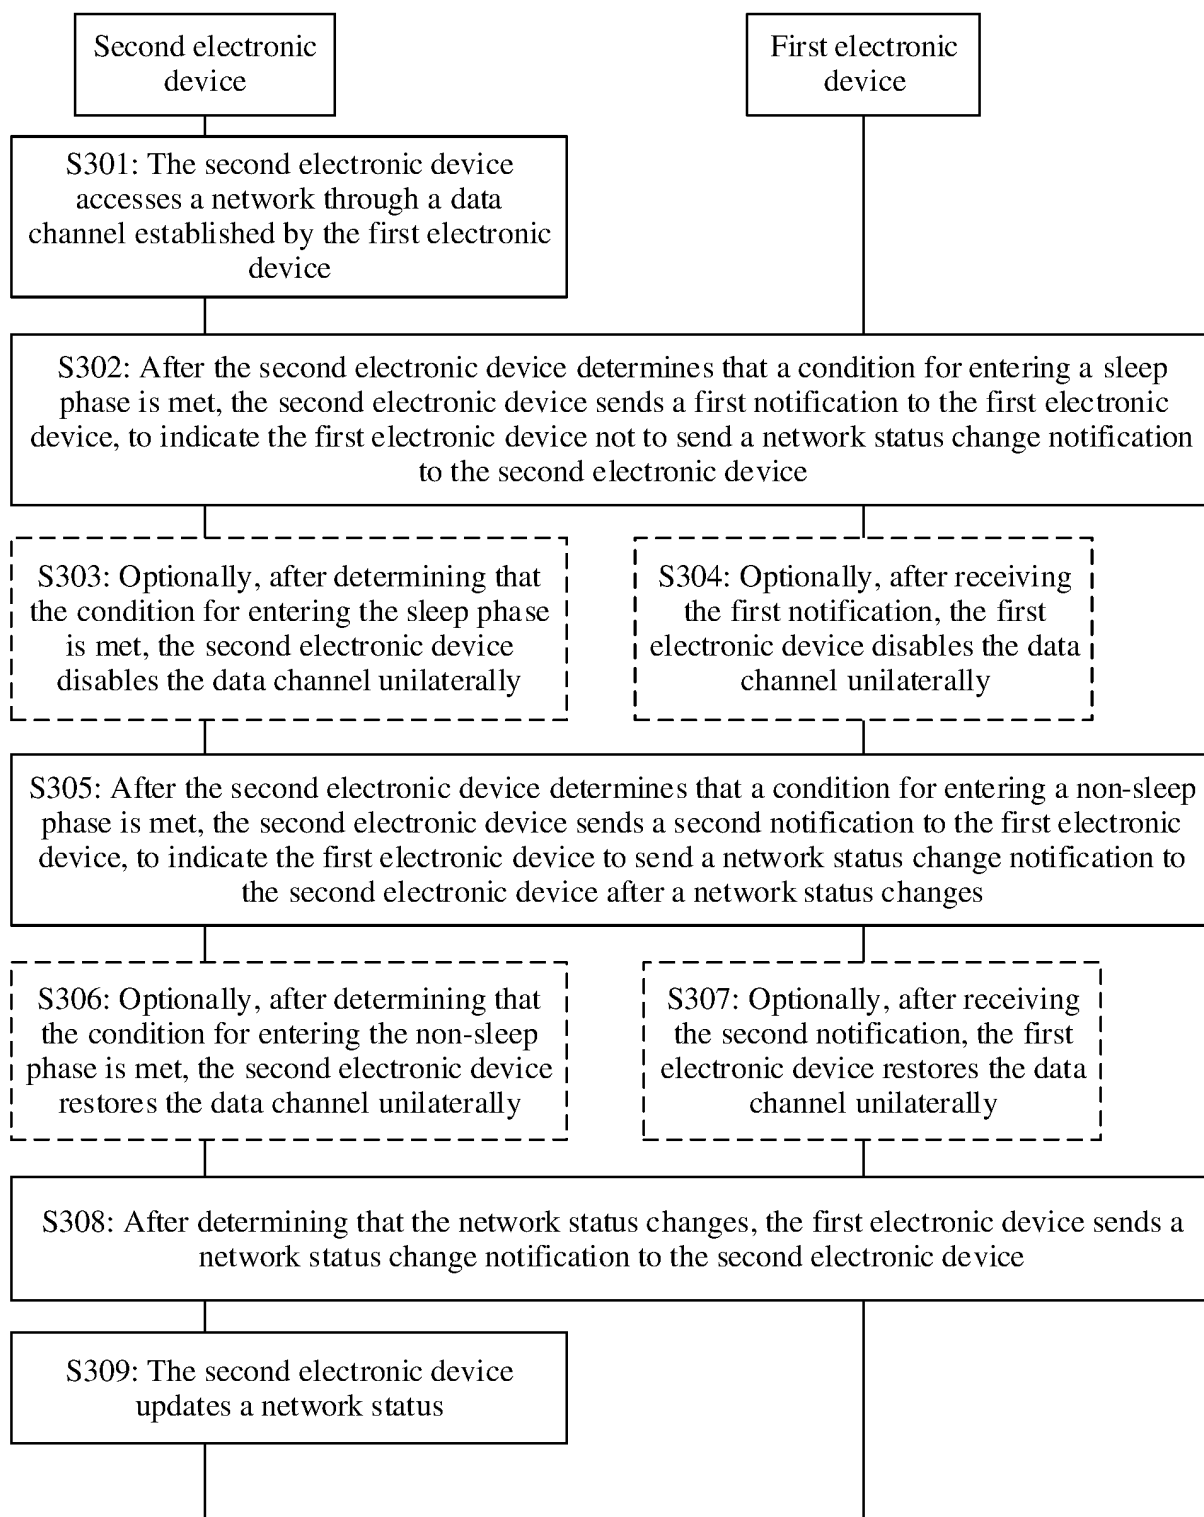 Second electronic
device
First electronic
device
S301: The second electronic device
accesses a network through a data
channel established by the first electronic
device
S302: After the second electronic device determines that a condition for entering a sleep
phase is met, the second electronic device sends a first notification to the first electronic
device, to indicate the first electronic device not to send a network status change notification
to the second electronic device
S303: Optionally, after determining that
the condition for entering the sleep phase
is met, the second electronic device
disables the data channel unilaterally
S304: Optionally, after receiving
the first notification, the first
electronic device disables the data
channel unilaterally
S305: After the second electronic device determines that a condition for entering a non-sleep
phase is met, the second electronic device sends a second notification to the first electronic
device, to indicate the first electronic device to send a network status change notification to
the second electronic device after a network status changes
S306: Optionally, after determining that
the condition for entering the non-sleep
phase is met, the second electronic device
restores the data channel unilaterally
S307: Optionally, after receiving
the second notification, the first
electronic device restores the data
channel unilaterally
S308: After determining that the network status changes, the first electronic device sends a
network status change notification to the second electronic device
S309: The second electronic device
updates a network status